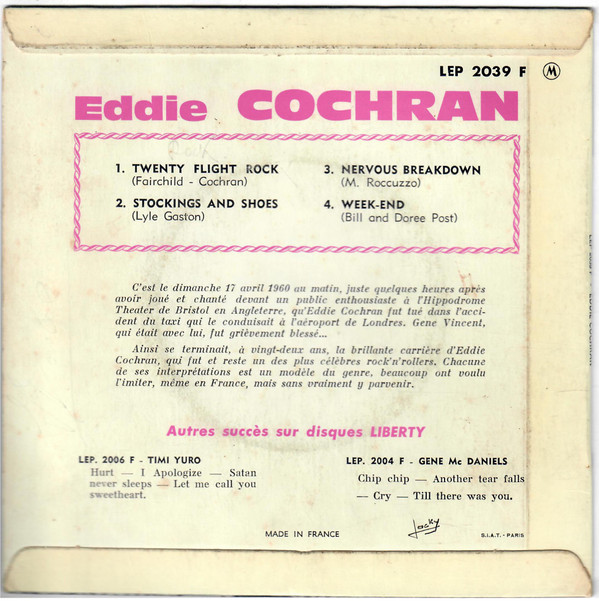 LEP 2039 F Ⓜ
Eddie COCHRAN
1. TWENTY FLIGHT ROCK
(Fairchild - Cochran)
2. STOCKINGS AND SHOES
(Lyle Gaston)
3. NERVOUS BREAKDOWN
(M. Roccuzzo)
4. WEEK-END
(Bill and Doree Post)
C'est le dimanche 17 avril 1960 au matin, juste quelques heures après
avoir joué et chanté devant un public enthousiaste à l'Hippodrome
Theater de Bristol en Angleterre, qu'Eddie Cochran fut tué dans l'acci-
dent du taxi qui le conduisait à l'aéroport de Londres. Gene Vincent,
qui était avec lui, fut grièvement blessé...
Ainsi se terminait, à vingt-deux ans, la brillante carrière d'Eddie
Cochran, qui fut et reste un des plus célèbres rock'n'rollers. Chacune
de ses interprétations est un modèle du genre, beaucoup ont voulu
l'imiter, même en France, mais sans vraiment y parvenir.
Autres succès sur disques LIBERTY
LEP. 2006 F - TIMI YURO
Hurt — I Apologize — Satan
never sleeps — Let me call you
sweetheart.
LEP. 2004 F - GENE Mc DANIELS
Chip chip — Another tear falls
— Cry — Till there was you.
MADE IN FRANCE
Jacky
S.I.A.T. - PARIS